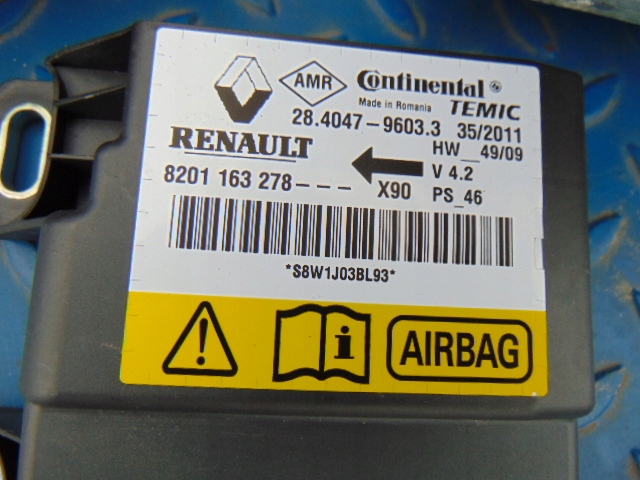 AMR
Continental
Made in Romania TEMIC
28.4047-9603.3 35/2011
RENAULT
HW__49/09
V 4.2
8201 163 278--- X90 PS_46
*S8W1J03BL93*
! i AIRBAG